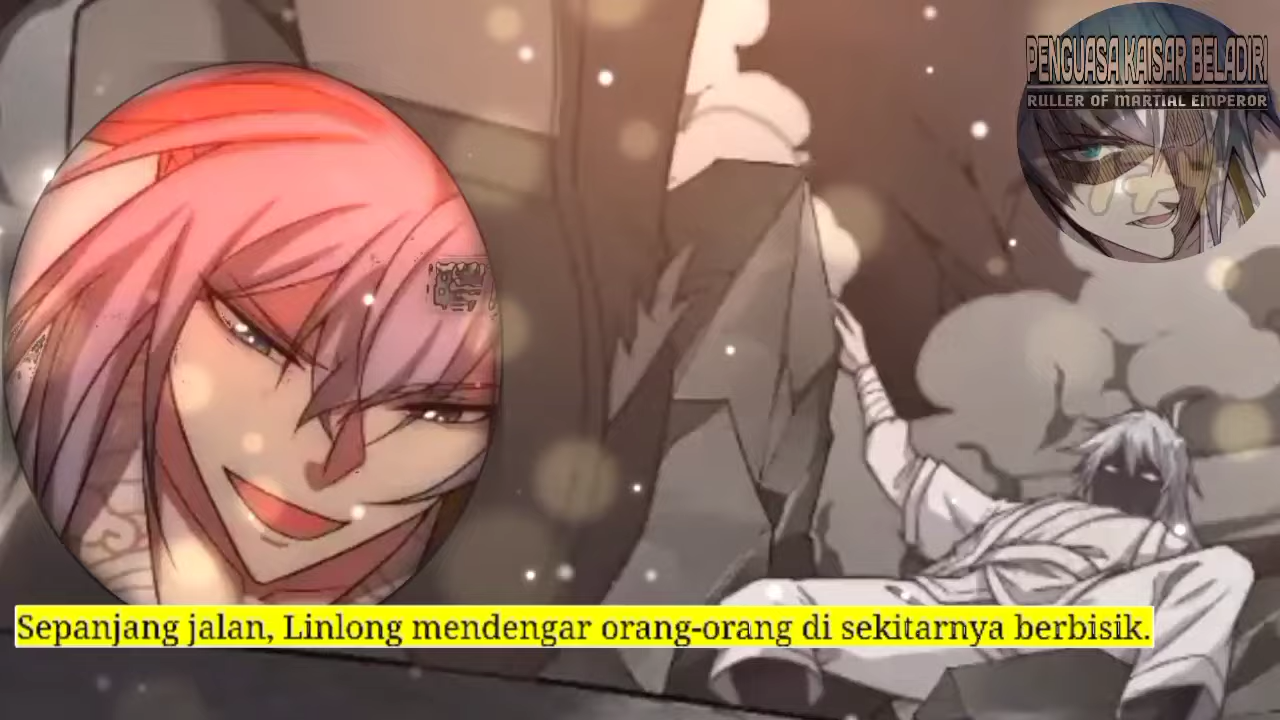 PENGUASA KAISAR BELADIRI
RULLER OF MARTIAL EMPEROR
Sepanjang jalan, Linlong mendengar orang-orang di sekitarnya berbisik.